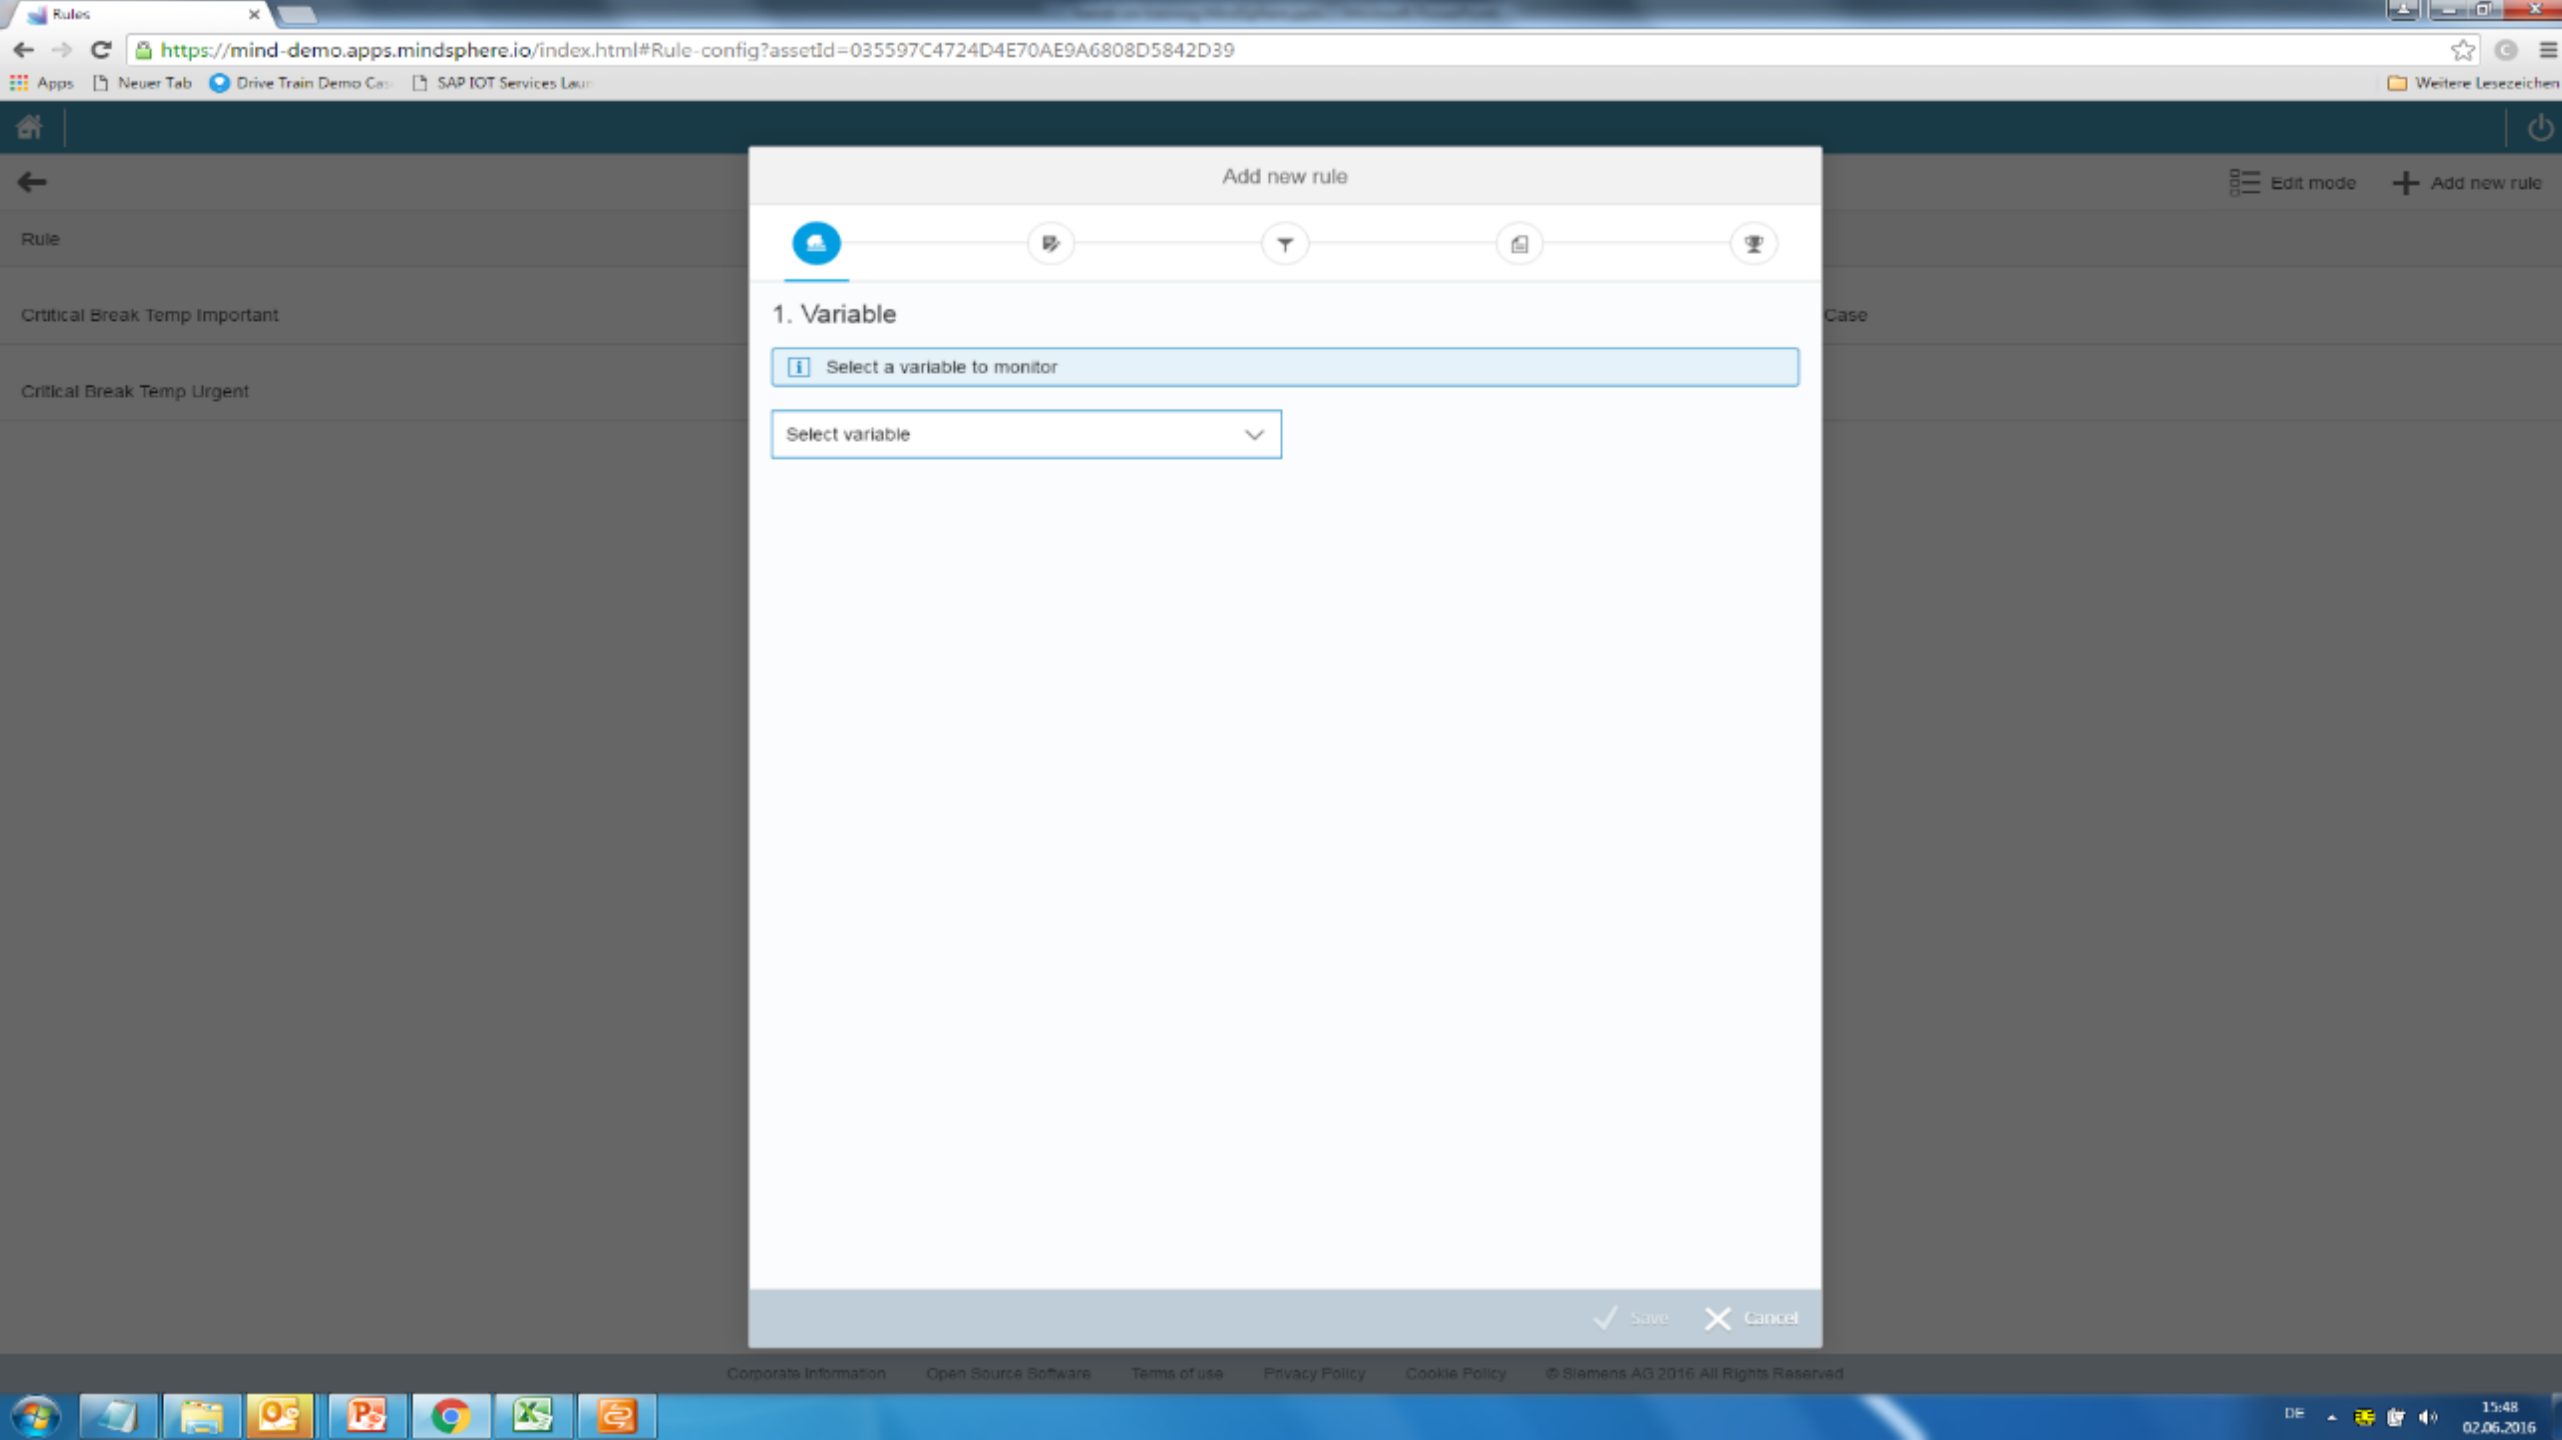 Rules
https://mind-demo.apps.mindsphere.io/index.html#Rule-config?assetId=035597C4724D4E70AE9A6808D5842D39
Apps Neuer Tab Drive Train Demo Cas SAP IOT Services Laun Weitere Lesezeichen
Add new rule
Edit mode Add new rule
Rule
1. Variable
Crtitical Break Temp Important
Case
Select a variable to monitor
Critical Break Temp Urgent
Select variable
Save Cancel
Corporate Information Open Source Software Terms of use Privacy Policy Cookie Policy © Siemens AG 2016 All Rights Reserved
DE
15:48
02.06.2016